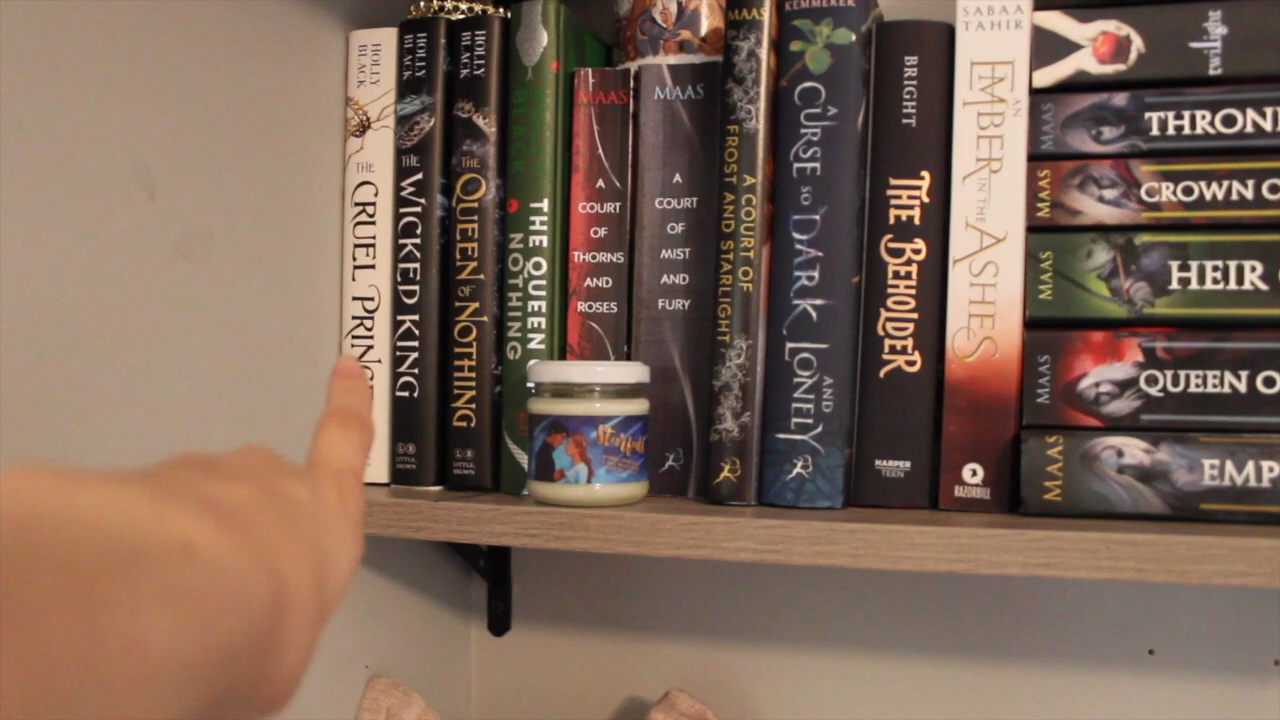 HOLLY
BLACK
THE
CRUEL PRINCE
HOLLY
BLACK
THE
WICKED KING
LB
LITTLE, BROWN
HOLLY
BLACK
THE
QUEEN OF NOTHING
LB
LITTLE, BROWN
BLACK
THE QUEEN
NOTHING
MAAS
A
COURT
OF
THORNS
AND
ROSES
MAAS
A
COURT
OF
MIST
AND
FURY
Starfall
MAAS
A COURT OF
FROST AND STARLIGHT
KEMMERER
A CURSE SO DARK AND LONELY
BRIGHT
THE BEHOLDER
HARPER
TEEN
SABAA
TAHIR
AN
EMBER IN THE ASHES
RAZORBILL
twilight
MAAS
THRON
MAAS
CROWN O
MAAS
HEIR
MAAS
QUEEN O
MAAS
EMP